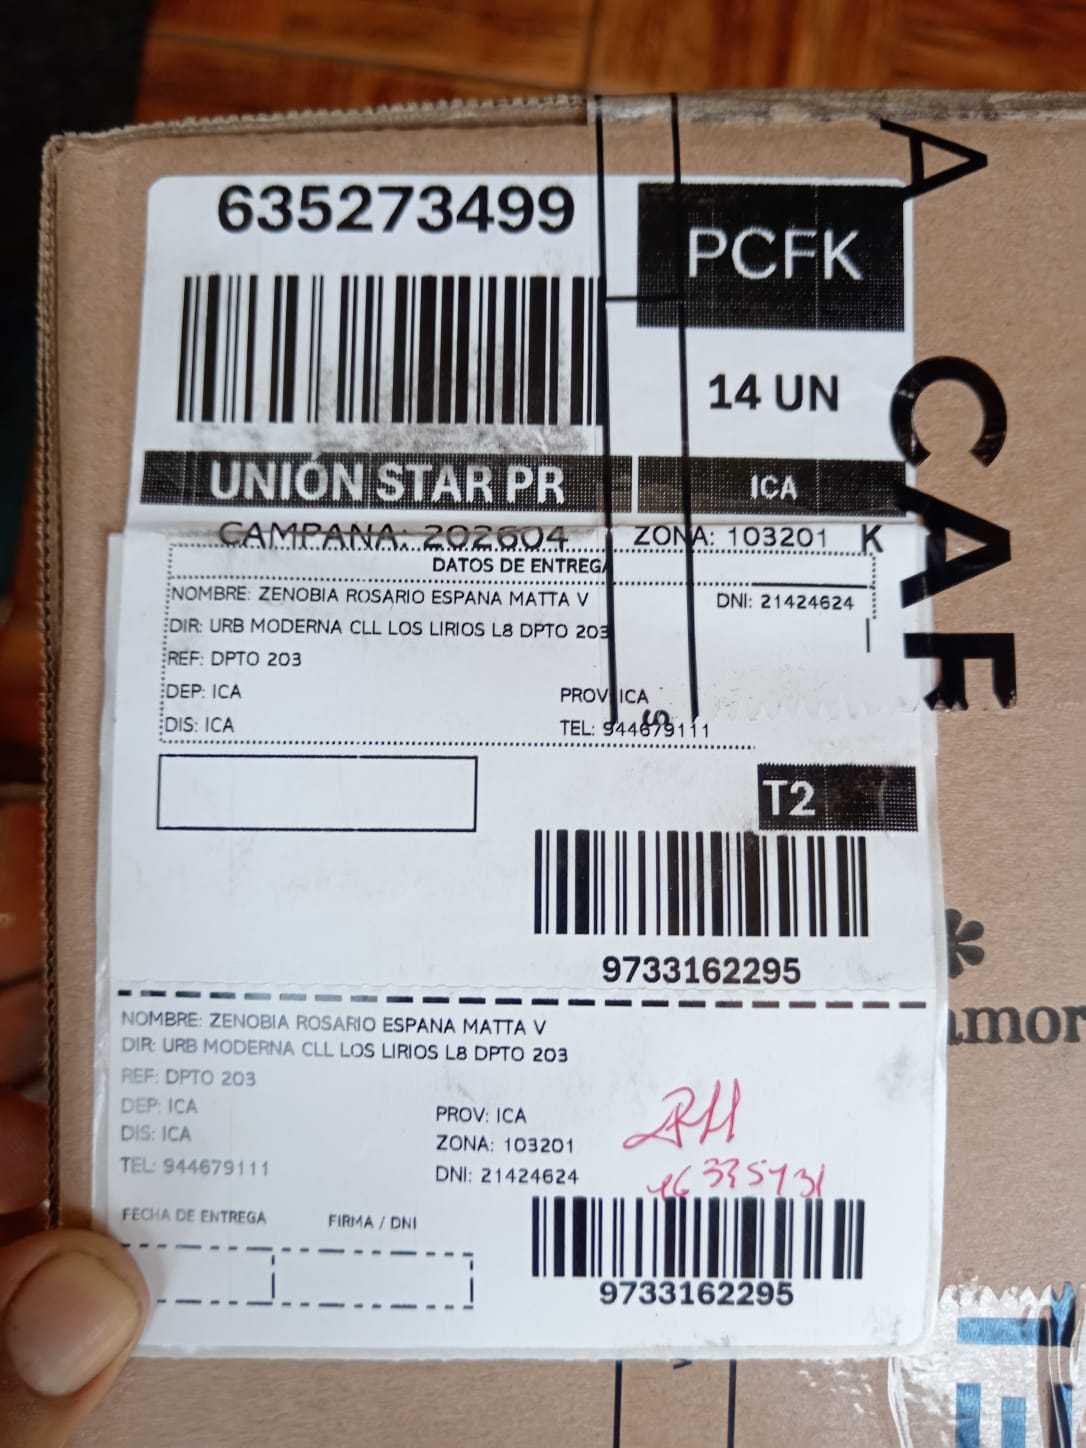 635273499
PCFK
14 UN
UNIÓN STAR PR
ICA
CAMPANA: 202604
ZONA: 103201 K
DATOS DE ENTREGA
NOMBRE: ZENOBIA ROSARIO ESPANA MATTA V
DNI: 21424624
DIR: URB MODERNA CLL LOS LIRIOS L8 DPTO 203
REF: DPTO 203
DEP: ICA
PROV: ICA
DIS: ICA
TEL: 944679111
T2
9733162295
NOMBRE: ZENOBIA ROSARIO ESPANA MATTA V
DIR: URB MODERNA CLL LOS LIRIOS L8 DPTO 203
REF: DPTO 203
DEP: ICA
PROV: ICA
DIS: ICA
ZONA: 103201
TEL: 944679111
DNI: 21424624
FECHA DE ENTREGA
FIRMA / DNI
9733162295
A CAF
amor